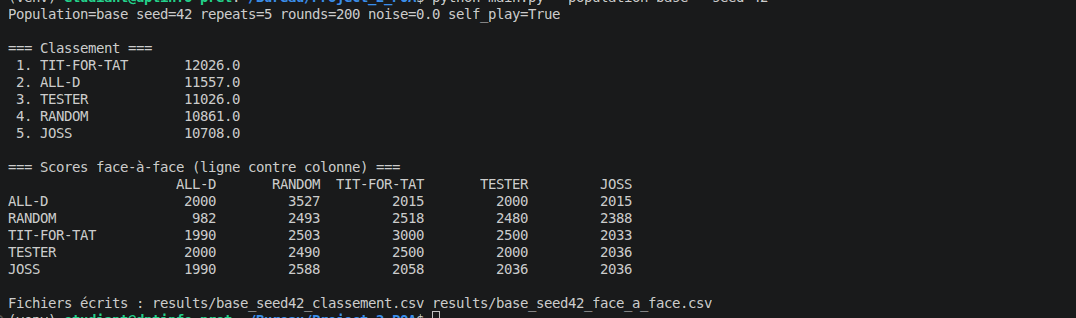 Population=base seed=42 repeats=5 rounds=200 noise=0.0 self_play=True
=== Classement ===
1. TIT-FOR-TAT 12026.0
2. ALL-D 11557.0
3. TESTER 11026.0
4. RANDOM 10861.0
5. JOSS 10708.0
=== Scores face-à-face (ligne contre colonne) ===
ALL-D RANDOM TIT-FOR-TAT TESTER JOSS
ALL-D 2000 3527 2015 2000 2015
RANDOM 982 2493 2518 2480 2388
TIT-FOR-TAT 1990 2503 3000 2500 2033
TESTER 2000 2490 2500 2000 2036
JOSS 1990 2588 2058 2036 2036
Fichiers écrits : results/base_seed42_classement.csv results/base_seed42_face_a_face.csv